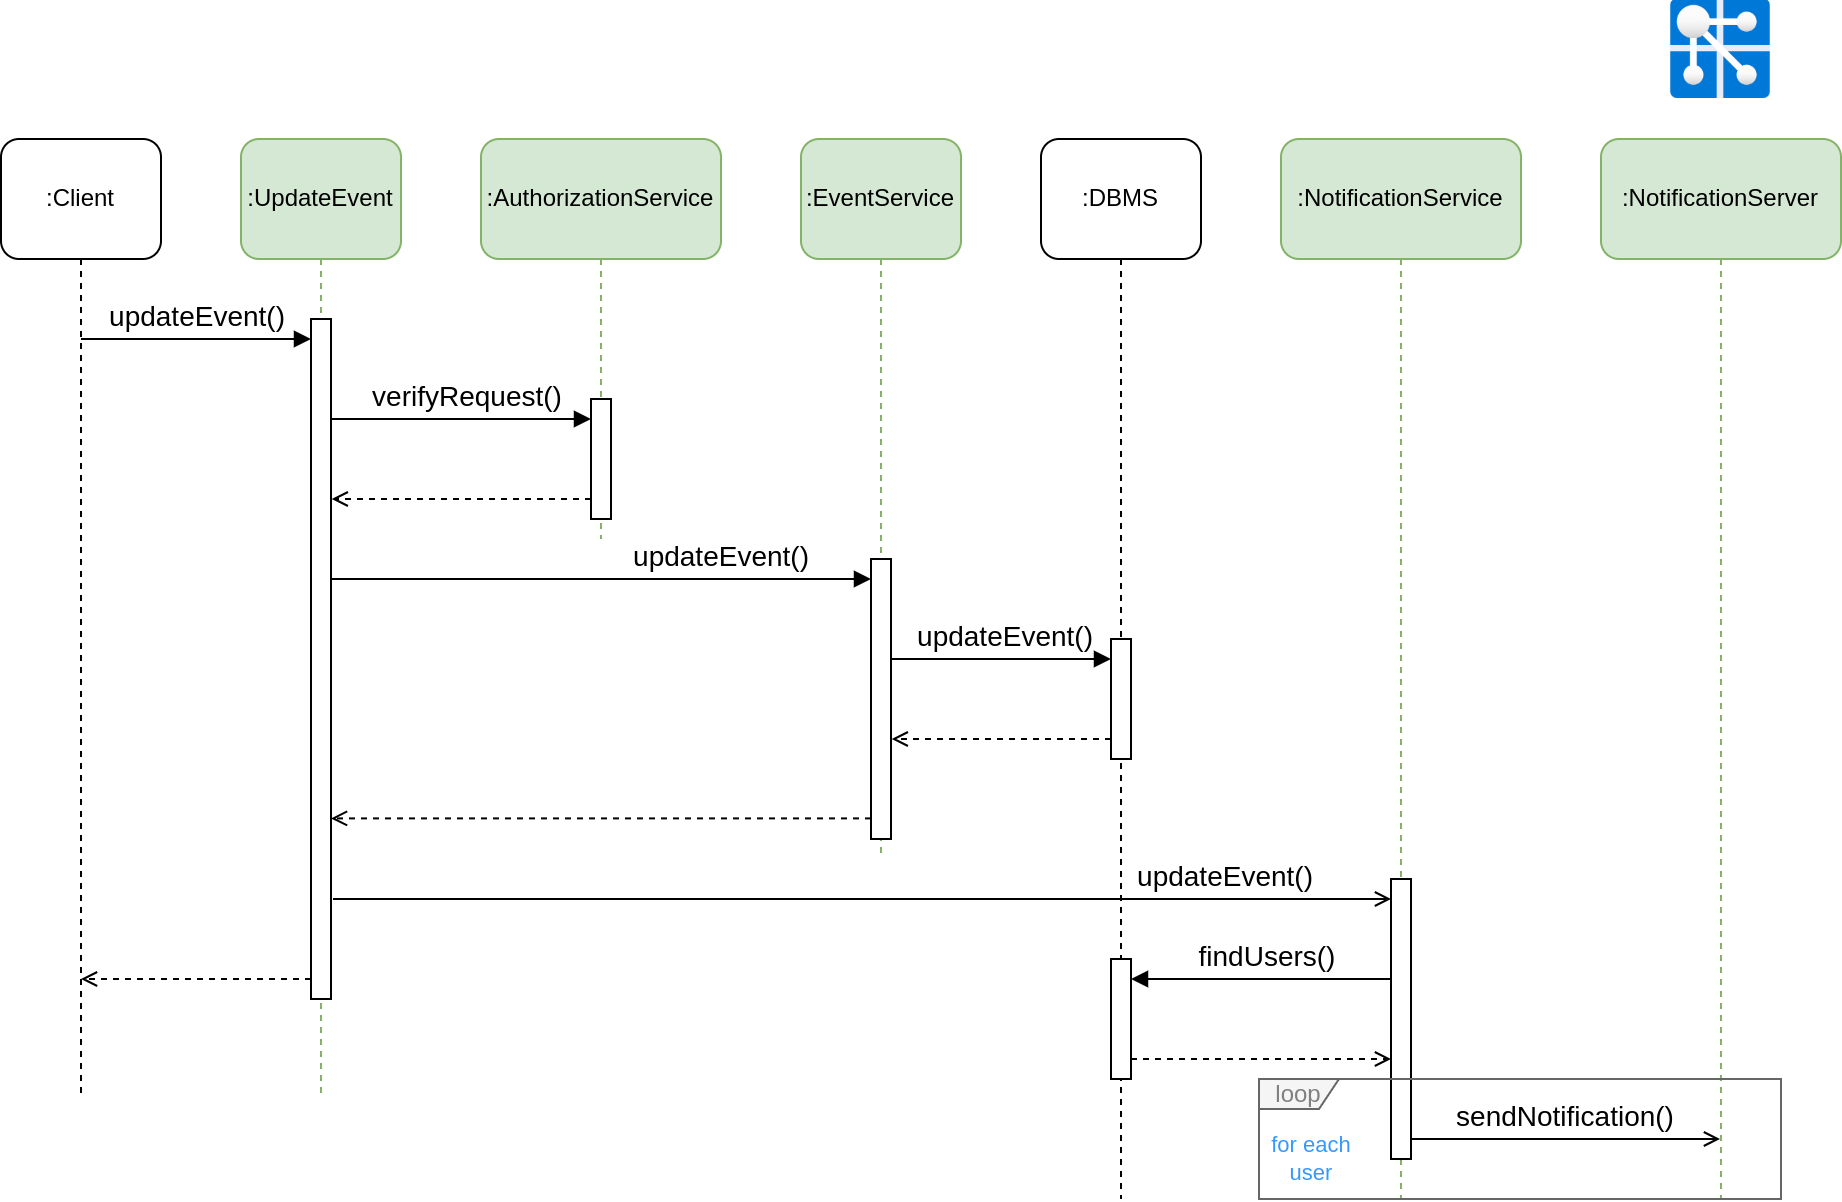 :Client
:UpdateEvent
:AuthorizationService
:EventService
:DBMS
:NotificationService
:NotificationServer
updateEvent()
verifyRequest()
updateEvent()
updateEvent()
updateEvent()
findUsers()
loop
sendNotification()
for each
user